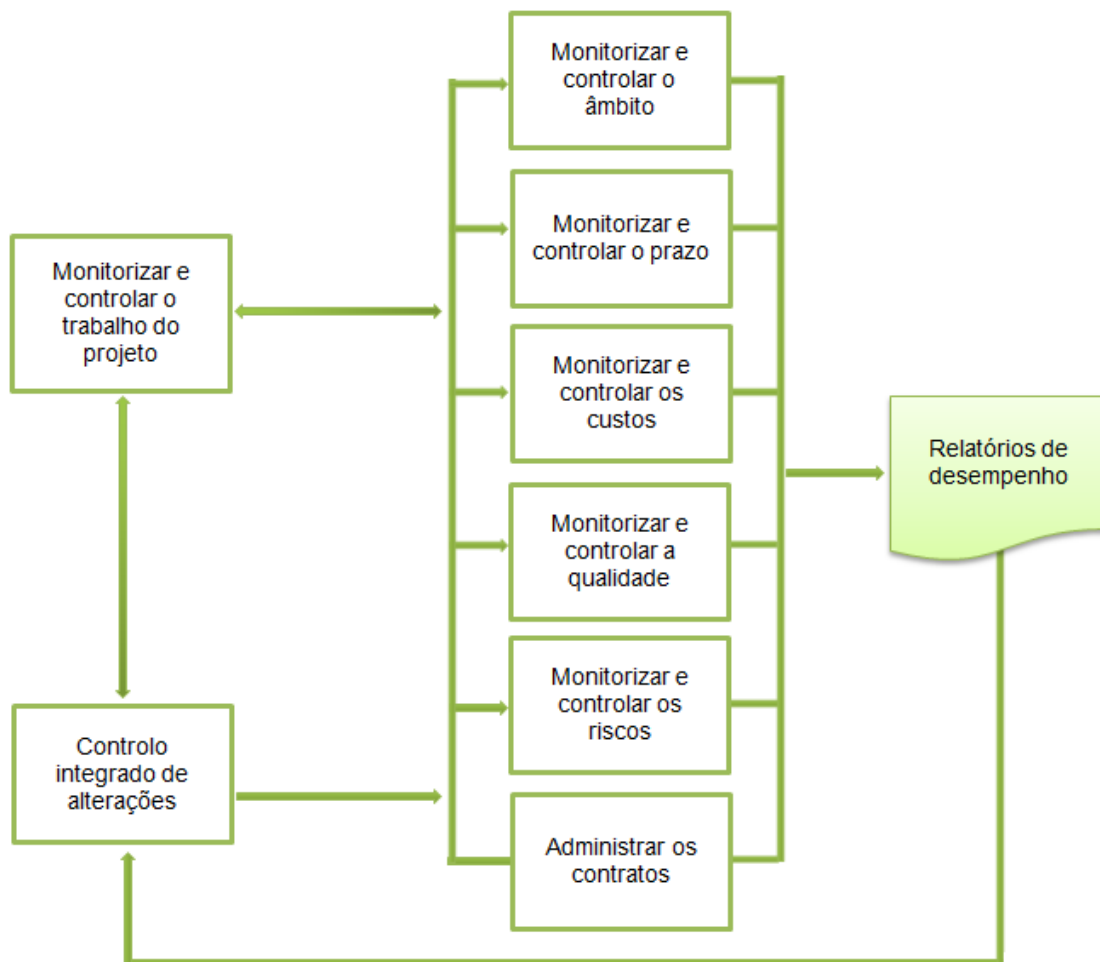 Monitorizar e
controlar o
âmbito
Monitorizar e
controlar o prazo
Monitorizar e
controlar o
trabalho do
projeto
Monitorizar e
controlar os
custos
Relatórios de
desempenho
Monitorizar e
controlar a
qualidade
Monitorizar e
controlar os
riscos
Controlo
integrado de
alterações
Administrar os
contratos